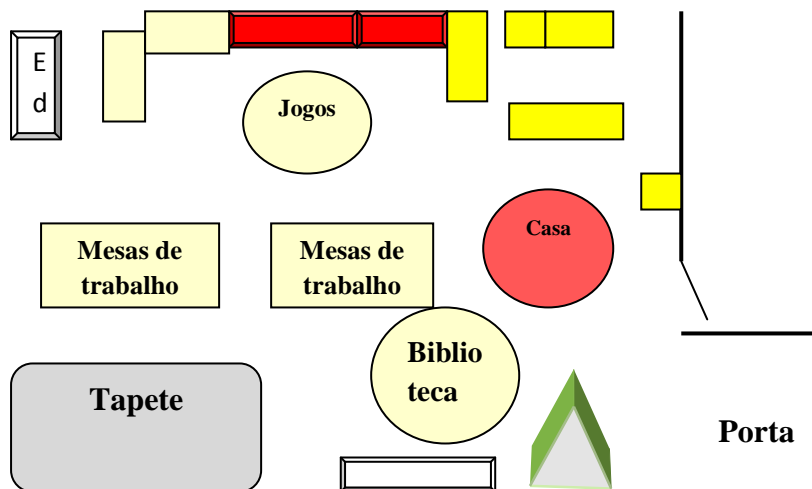 E
d
Jogos
Casa
Mesas de
trabalho
Mesas de
trabalho
Biblio
teca
Tapete
Porta